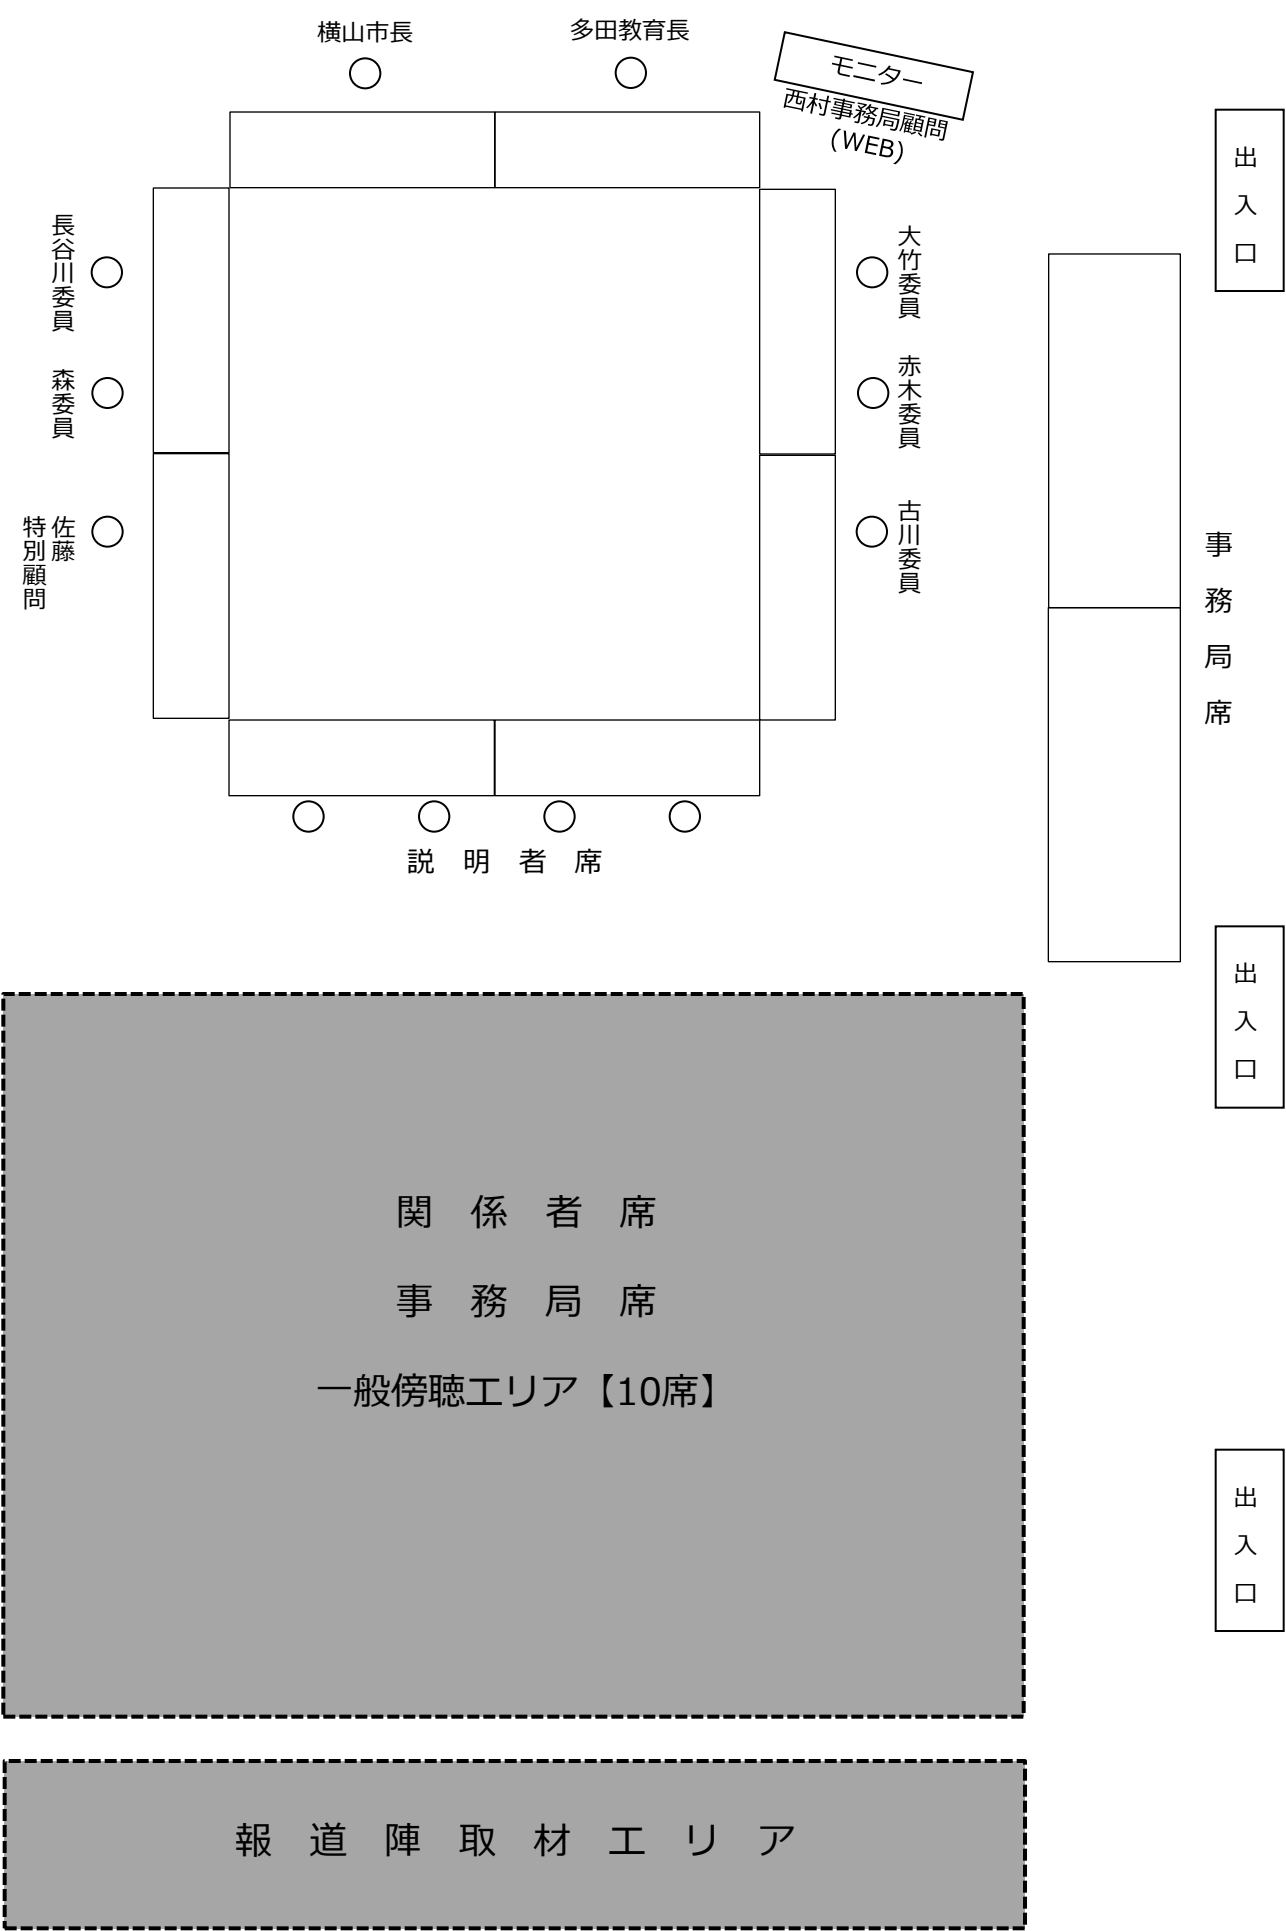 横山市長
多田教育長
モニター
西村事務局顧問
（WEB）
出入口
長谷川委員
森委員
佐藤
特別顧問
大竹委員
赤木委員
古川委員
事務局席
説　明　者　席
出入口
関　係　者　席
事　務　局　席
一般傍聴エリア【10席】
出入口
報　道　陣　取　材　エ　リ　ア